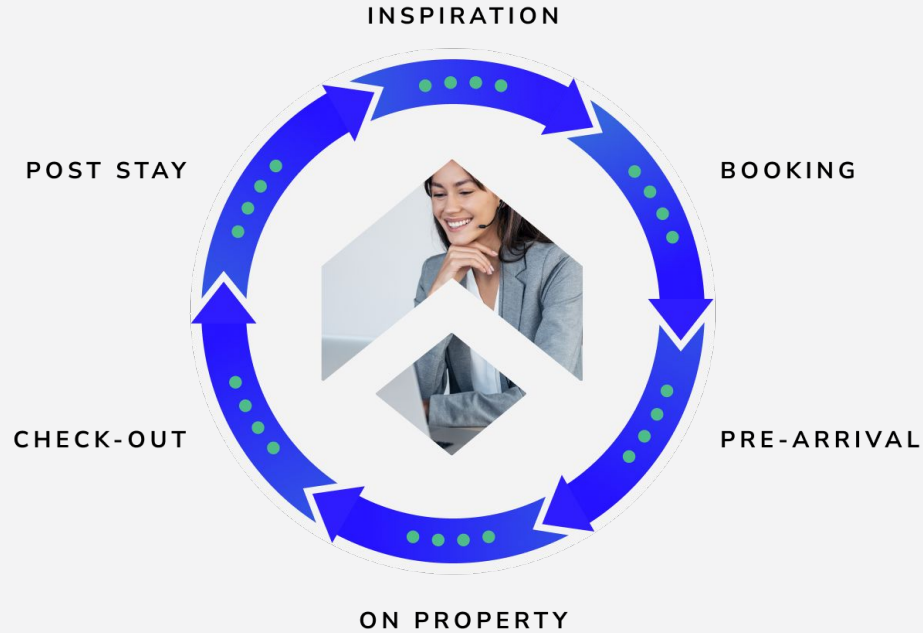 INSPIRATION
BOOKING
PRE-ARRIVAL
ON PROPERTY
CHECK-OUT
POST STAY